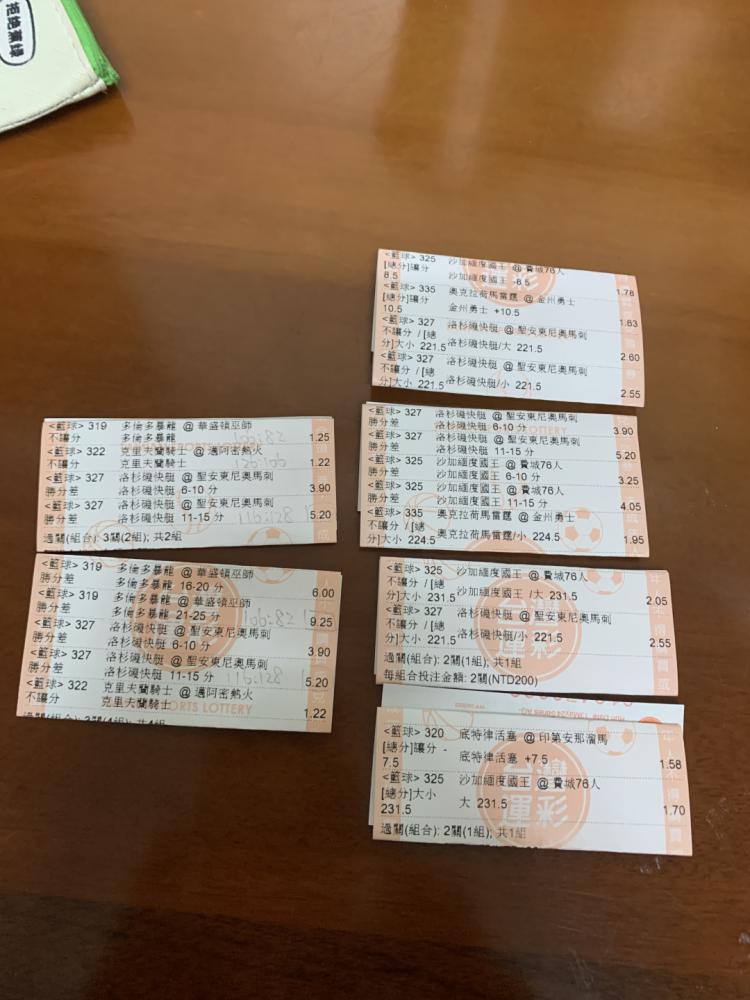 拒絕無綠
<籃球> 325 沙加緬度國王 @ 費城76人
[總分]讓分 沙加緬度國王 -8.5 1.78
8.5
<籃球> 335 奧克拉荷馬雷霆 @ 金州勇士
[總分]讓分 金州勇士 +10.5 1.63
10.5
<籃球> 327 洛杉磯快艇 @ 聖安東尼奧馬刺
不讓分 / [總分]大小 221.5 洛杉磯快艇/大 221.5 2.60
<籃球> 327 洛杉磯快艇 @ 聖安東尼奧馬刺
不讓分 / [總分]大小 221.5 洛杉磯快艇/小 221.5 2.55
<籃球> 319 多倫多暴龍 @ 華盛頓巫師
不讓分 多倫多暴龍 1.25
<籃球> 322 克里夫蘭騎士 @ 邁阿密熱火
不讓分 克里夫蘭騎士 1.22
<籃球> 327 洛杉磯快艇 @ 聖安東尼奧馬刺
勝分差 洛杉磯快艇 6-10 分 3.90
<籃球> 327 洛杉磯快艇 @ 聖安東尼奧馬刺
勝分差 洛杉磯快艇 11-15 分 116:128 5.20
過關(組合): 3關(2組); 共2組
<籃球> 327 洛杉磯快艇 @ 聖安東尼奧馬刺
勝分差 洛杉磯快艇 6-10 分 3.90
<籃球> 327 洛杉磯快艇 @ 聖安東尼奧馬刺
勝分差 洛杉磯快艇 11-15 分 5.20
<籃球> 325 沙加緬度國王 @ 費城76人
勝分差 沙加緬度國王 6-10 分 3.25
<籃球> 325 沙加緬度國王 @ 費城76人
勝分差 沙加緬度國王 11-15 分 4.05
<籃球> 335 奧克拉荷馬雷霆 @ 金州勇士
不讓分 / [總分]大小 224.5 奧克拉荷馬雷霆/小 224.5 1.95
<籃球> 319 多倫多暴龍 @ 華盛頓巫師
勝分差 多倫多暴龍 16-20 分 6.00
<籃球> 319 多倫多暴龍 @ 華盛頓巫師
勝分差 多倫多暴龍 21-25 分 106:82 9.25
<籃球> 327 洛杉磯快艇 @ 聖安東尼奧馬刺
勝分差 洛杉磯快艇 6-10 分 3.90
<籃球> 327 洛杉磯快艇 @ 聖安東尼奧馬刺
勝分差 洛杉磯快艇 11-15 分 116:128 5.20
<籃球> 322 克里夫蘭騎士 @ 邁阿密熱火
不讓分 克里夫蘭騎士 1.22
SPORTS LOTTERY
<籃球> 325 沙加緬度國王 @ 費城76人
不讓分 / [總分]大小 231.5 沙加緬度國王 /大 231.5 2.05
<籃球> 327 洛杉磯快艇 @ 聖安東尼奧馬刺
不讓分 / [總分]大小 221.5 洛杉磯快艇/小 221.5 2.55
過關(組合): 2關(1組); 共1組
每組合投注金額: 2關(NTD200)
<籃球> 320 底特律活塞 @ 印第安那溜馬
[總分]讓分 - 底特律活塞 +7.5 1.58
7.5
<籃球> 325 沙加緬度國王 @ 費城76人
[總分]大小 大 231.5 1.70
231.5
過關(組合): 2關(1組); 共1組